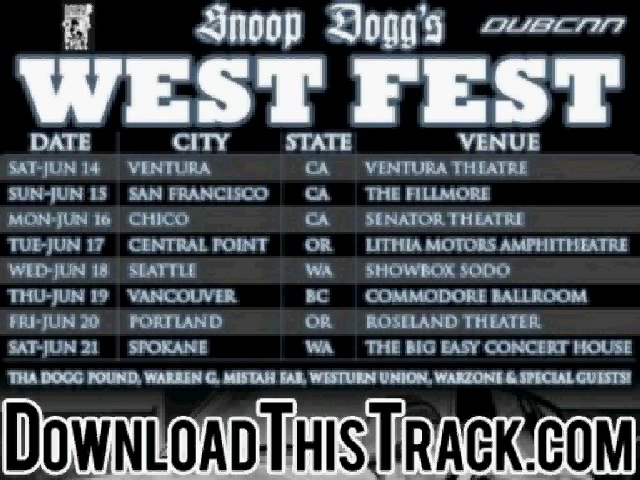 Snoop Dogg's
DUBCNN
WEST FEST
DATE CITY STATE VENUE
SAT-JUN 14 VENTURA CA VENTURA THEATRE
SUN-JUN 15 SAN FRANCISCO CA THE FILLMORE
MON-JUN 16 CHICO CA SENATOR THEATRE
TUE-JUN 17 CENTRAL POINT OR LITHIA MOTORS AMPHITHEATRE
WED-JUN 18 SEATTLE WA SHOWBOX SODO
THU-JUN 19 VANCOUVER BC COMMODORE BALLROOM
FRI-JUN 20 PORTLAND OR ROSELAND THEATER
SAT-JUN 21 SPOKANE WA THE BIG EASY CONCERT HOUSE
THA DOGG POUND, WARREN G, MISTAH FAB, WESTURN UNION, WARZONE & SPECIAL GUESTS!
DOWNLOADTHISTRACK.COM